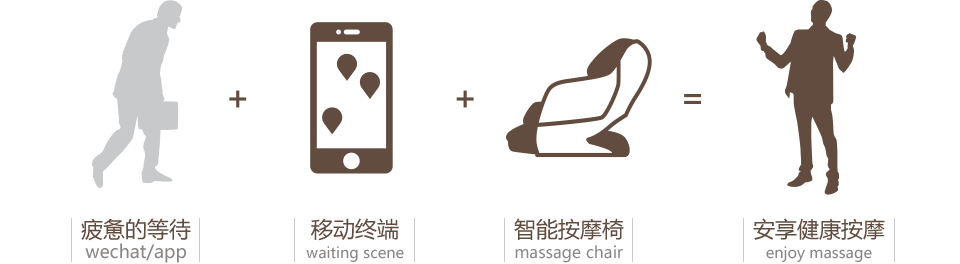 疲惫的等待
wechat/app
移动终端
waiting scene
智能按摩椅
massage chair
安享健康按摩
enjoy massage